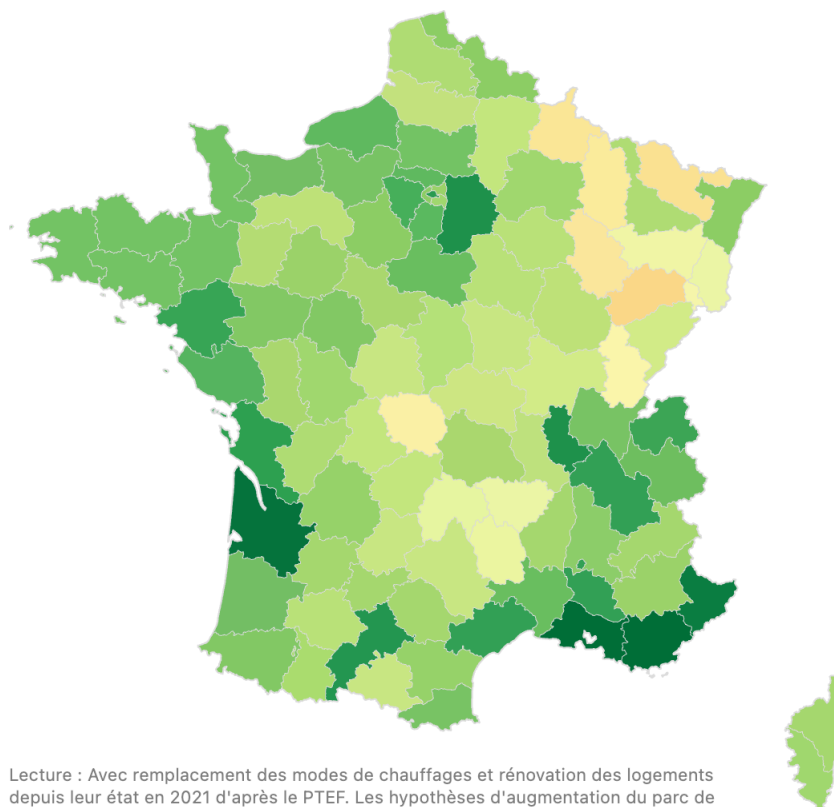 Lecture : Avec remplacement des modes de chauffages et rénovation des logements
depuis leur état en 2021 d'après le PTEF. Les hypothèses d'augmentation du parc de